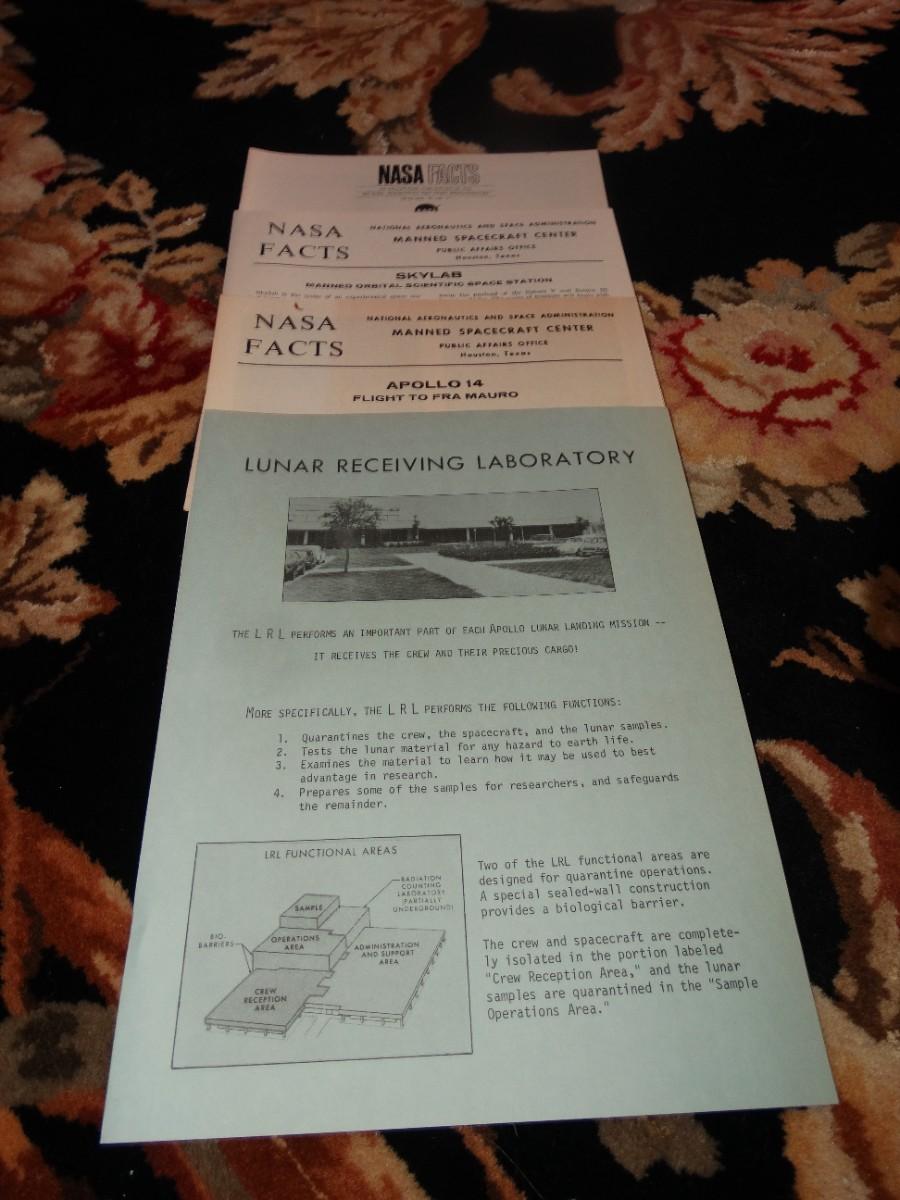 NASA FACTS
NASA
FACTS
NATIONAL AERONAUTICS AND SPACE ADMINISTRATION
MANNED SPACECRAFT CENTER
PUBLIC AFFAIRS OFFICE
Houston, Texas
SKYLAB
MANNED ORBITAL SCIENTIFIC SPACE STATION
NASA
FACTS
NATIONAL AERONAUTICS AND SPACE ADMINISTRATION
MANNED SPACECRAFT CENTER
PUBLIC AFFAIRS OFFICE
Houston, Texas
APOLLO 14
FLIGHT TO FRA MAURO
LUNAR RECEIVING LABORATORY
THE L R L PERFORMS AN IMPORTANT PART OF EACH APOLLO LUNAR LANDING MISSION --
IT RECEIVES THE CREW AND THEIR PRECIOUS CARGO!
MORE SPECIFICALLY, THE L R L PERFORMS THE FOLLOWING FUNCTIONS:
1. Quarantines the crew, the spacecraft, and the lunar samples.
2. Tests the lunar material for any hazard to earth life.
3. Examines the material to learn how it may be used to best
advantage in research.
4. Prepares some of the samples for researchers, and safeguards
the remainder.
LRL FUNCTIONAL AREAS
RADIATION
COUNTING
LABORATORY
(PARTIALLY
UNDERGROUND)
SAMPLE
OPERATIONS
AREA
BIO.
BARRIERS
ADMINISTRATION
AND SUPPORT
AREA
CREW
RECEPTION
AREA
Two of the LRL functional areas are
designed for quarantine operations.
A special sealed-wall construction
provides a biological barrier.
The crew and spacecraft are complete-
ly isolated in the portion labeled
"Crew Reception Area," and the lunar
samples are quarantined in the "Sample
Operations Area."